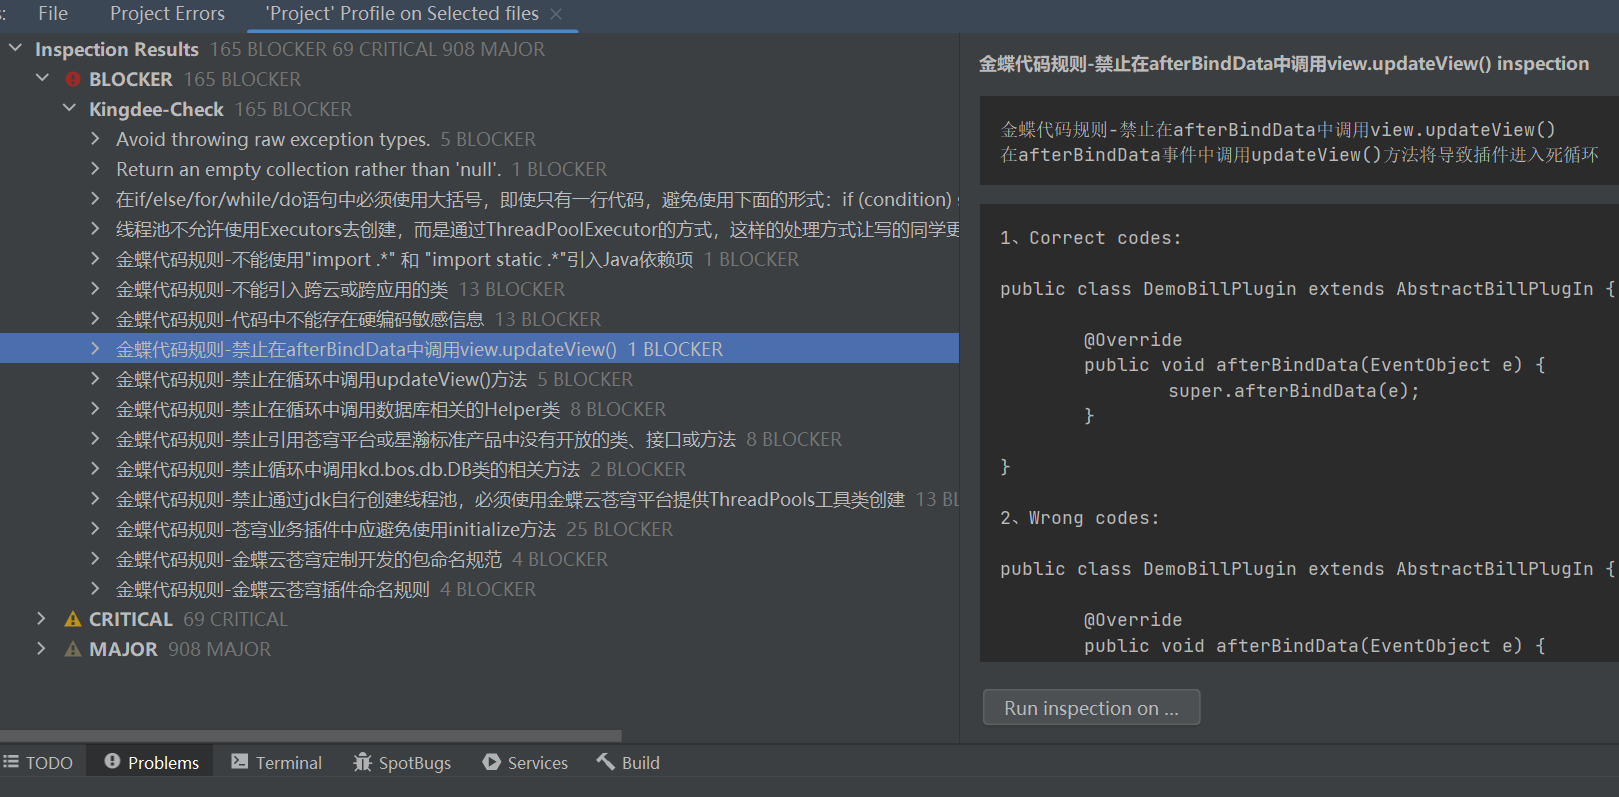 s: File Project Errors 'Project' Profile on Selected files
Inspection Results 165 BLOCKER 69 CRITICAL 908 MAJOR
BLOCKER 165 BLOCKER
Kingdee-Check 165 BLOCKER
Avoid throwing raw exception types. 5 BLOCKER
Return an empty collection rather than 'null'. 1 BLOCKER
在if/else/for/while/do语句中必须使用大括号，即使只有一行代码，避免使用下面的形式：if (condition) s
线程池不允许使用Executors去创建，而是通过ThreadPoolExecutor的方式，这样的处理方式让写的同学更
金蝶代码规则-不能使用"import .*" 和 "import static .*"引入Java依赖项 1 BLOCKER
金蝶代码规则-不能引入跨云或跨应用的类 13 BLOCKER
金蝶代码规则-代码中不能存在硬编码敏感信息 13 BLOCKER
金蝶代码规则-禁止在afterBindData中调用view.updateView() 1 BLOCKER
金蝶代码规则-禁止在循环中调用updateView()方法 5 BLOCKER
金蝶代码规则-禁止在循环中调用数据库相关的Helper类 8 BLOCKER
金蝶代码规则-禁止引用苍穹平台或星瀚标准产品中没有开放的类、接口或方法 8 BLOCKER
金蝶代码规则-禁止循环中调用kd.bos.db.DB类的相关方法 2 BLOCKER
金蝶代码规则-禁止通过jdk自行创建线程池，必须使用金蝶云苍穹平台提供ThreadPools工具类创建 13 BL
金蝶代码规则-苍穹业务插件中应避免使用initialize方法 25 BLOCKER
金蝶代码规则-金蝶云苍穹定制开发的包命名规范 4 BLOCKER
金蝶代码规则-金蝶云苍穹插件命名规则 4 BLOCKER
CRITICAL 69 CRITICAL
MAJOR 908 MAJOR
金蝶代码规则-禁止在afterBindData中调用view.updateView() inspection
金蝶代码规则-禁止在afterBindData中调用view.updateView()
在afterBindData事件中调用updateView()方法将导致插件进入死循环
1、Correct codes:
public class DemoBillPlugin extends AbstractBillPlugIn {
@Override
public void afterBindData(EventObject e) {
super.afterBindData(e);
}
}
2、Wrong codes:
public class DemoBillPlugin extends AbstractBillPlugIn {
@Override
public void afterBindData(EventObject e) {
Run inspection on ...
TODO Problems Terminal SpotBugs Services Build